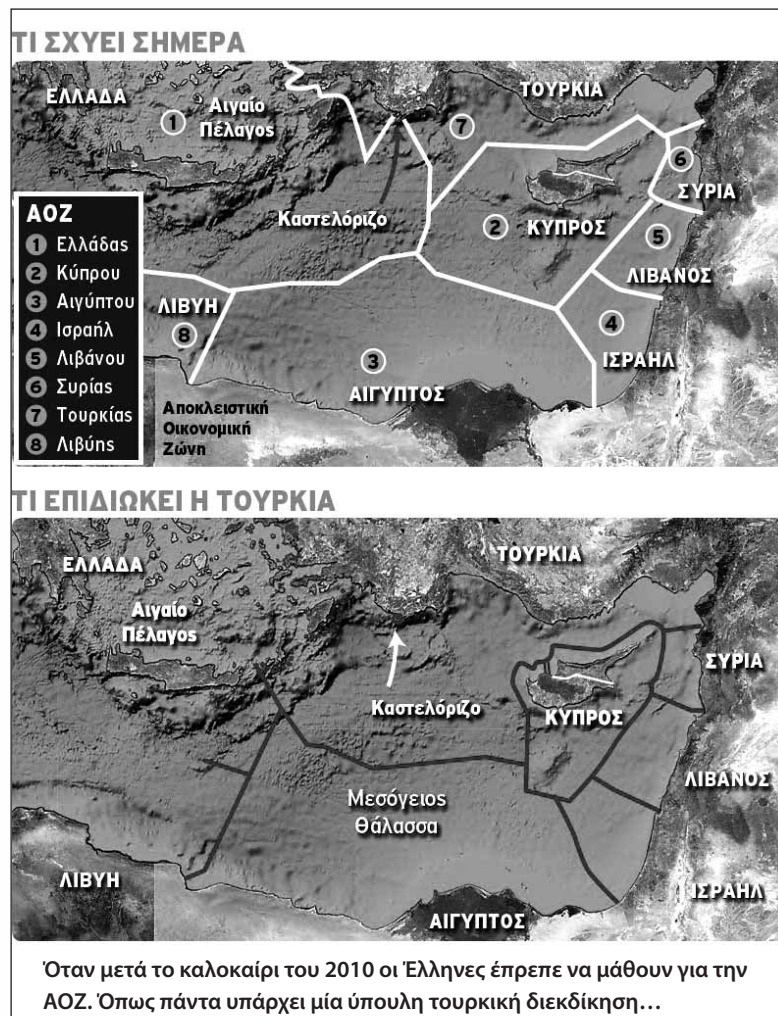 ΤΙ ΣΧΥΕΙ ΣΗΜΕΡΑ
ΕΛΛΑΔΑ
1
Αιγαίο
Πέλαγος
ΤΟΥΡΚΙΑ
7
6
ΣΥΡΙΑ
Καστελόριζο
2 ΚΥΠΡΟΣ
5
ΛΙΒΑΝΟΣ
ΑΟΖ
1 Ελλάδας
2 Κύπρου
3 Αιγύπτου
4 Ισραήλ
5 Λιβάνου
6 Συρίας
7 Τουρκίας
8 Λιβύης
ΛΙΒΥΗ
8
4
ΙΣΡΑΗΛ
3
ΑΙΓΥΠΤΟΣ
Αποκλειστική
Οικονομική
Ζώνη
ΤΙ ΕΠΙΔΙΩΚΕΙ Η ΤΟΥΡΚΙΑ
ΕΛΛΑΔΑ
ΤΟΥΡΚΙΑ
Αιγαίο
Πέλαγος
ΣΥΡΙΑ
Καστελόριζο
ΚΥΠΡΟΣ
ΛΙΒΑΝΟΣ
Μεσόγειος
Θάλασσα
ΛΙΒΥΗ
ΙΣΡΑΗΛ
ΑΙΓΥΠΤΟΣ
Όταν μετά το καλοκαίρι του 2010 οι Έλληνες έπρεπε να μάθουν για την
ΑΟΖ. Όπως πάντα υπάρχει μία ύπουλη τουρκική διεκδίκηση…